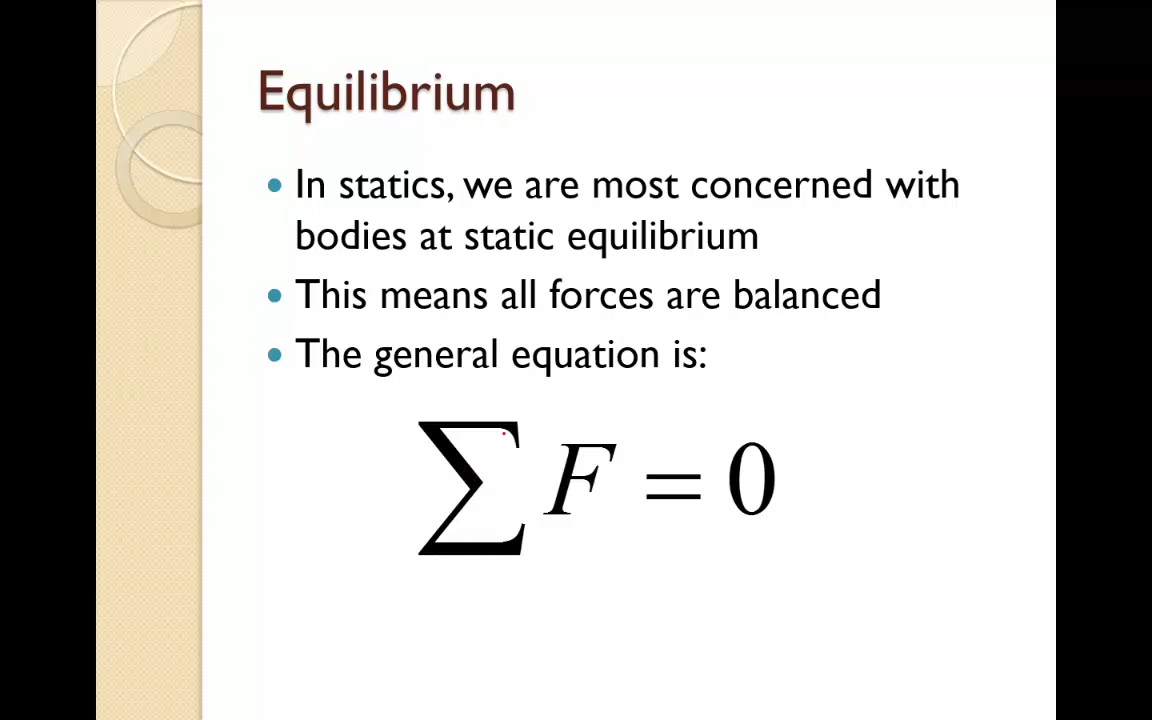 Equilibrium
• In statics, we are most concerned with
bodies at static equilibrium
• This means all forces are balanced
• The general equation is:
∑ F = 0